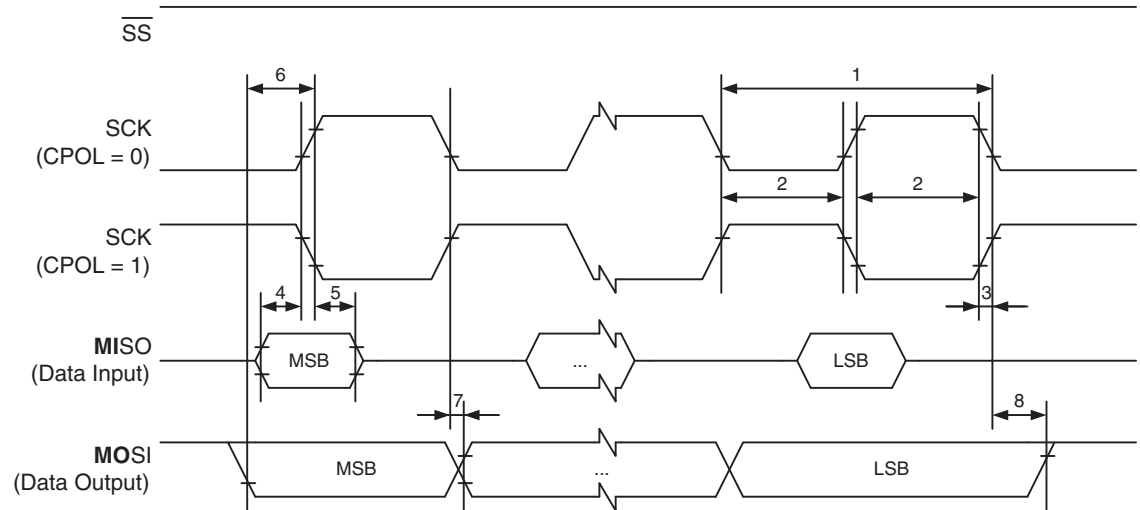 SS
6
1
SCK
(CPOL = 0)
2
2
SCK
(CPOL = 1)
4
5
3
MISO
(Data Input)
MSB
...
LSB
7
8
MOSI
(Data Output)
MSB
...
LSB